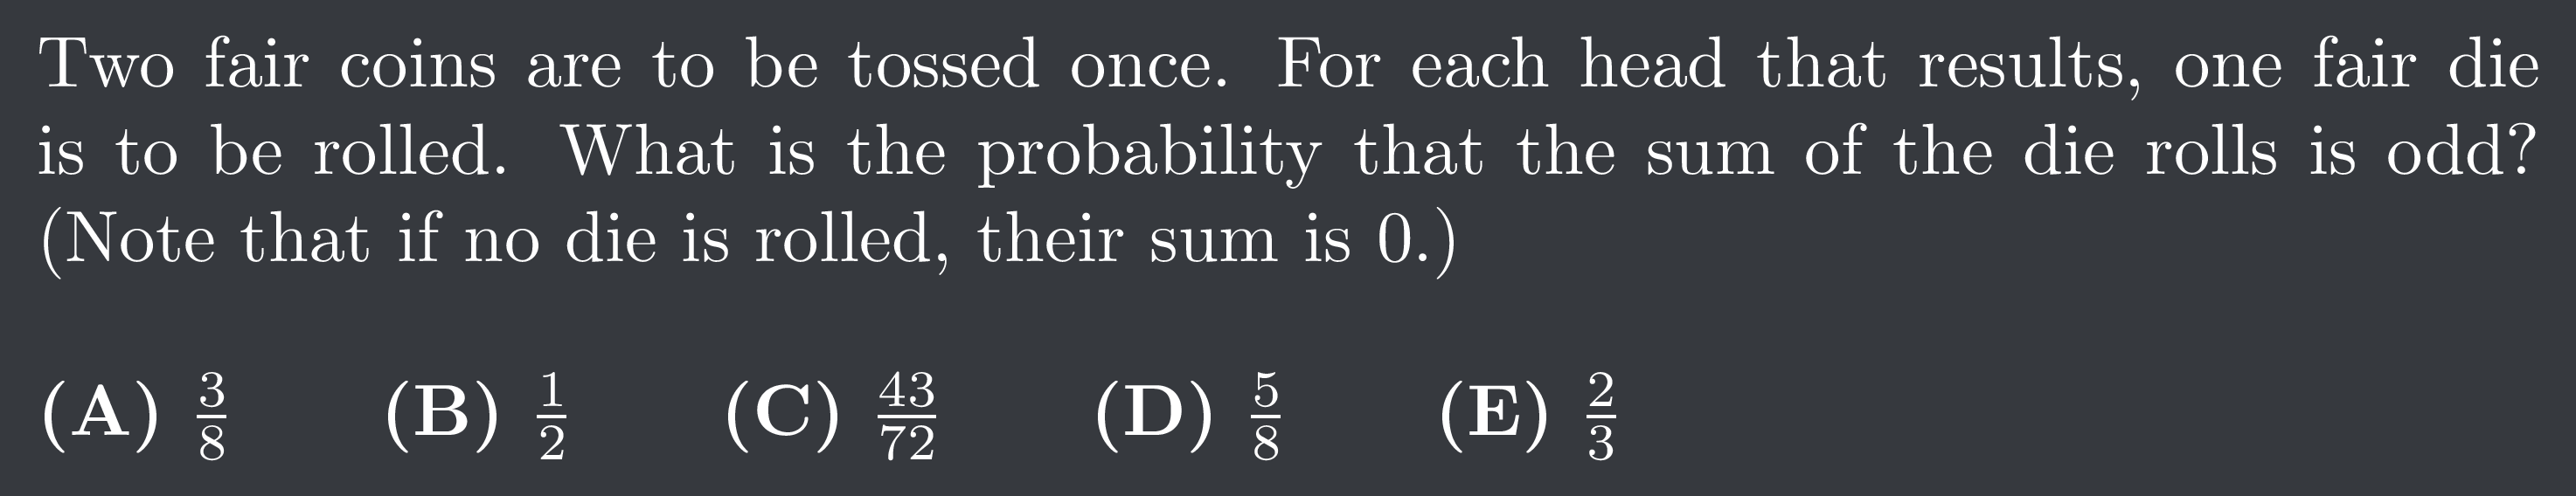 Two fair coins are to be tossed once. For each head that results, one fair die
is to be rolled. What is the probability that the sum of the die rolls is odd?
(Note that if no die is rolled, their sum is 0.)
(A) 3/8 (B) 1/2 (C) 43/72 (D) 5/8 (E) 2/3